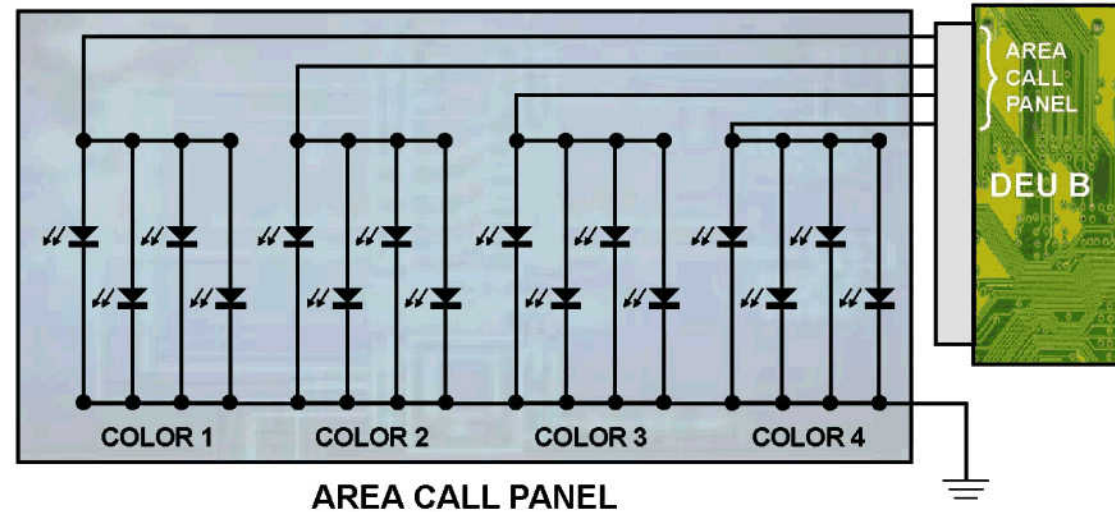 AREA
CALL
PANEL
DEU B
COLOR 1
COLOR 2
COLOR 3
COLOR 4
AREA CALL PANEL